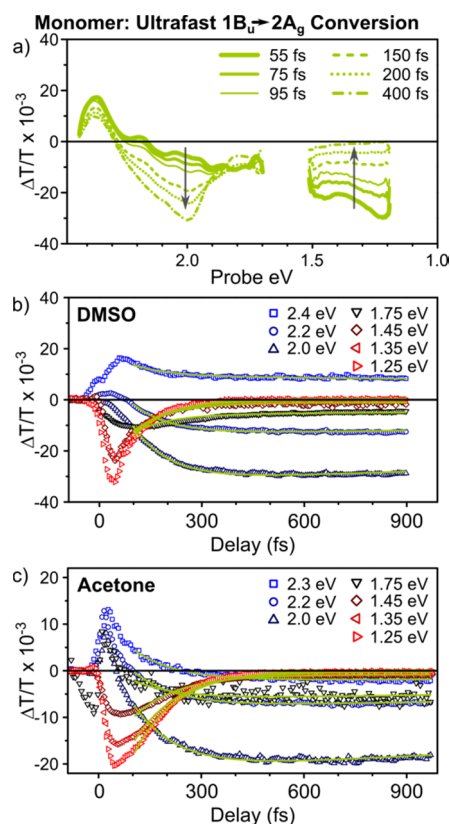 Monomer: Ultrafast 1Bu→2Ag Conversion
a)
55 fs
75 fs
95 fs
150 fs
200 fs
400 fs
ΔT/T x 10-3
20
0
-20
-40
2.0
1.5
1.0
Probe eV
b)
DMSO
2.4 eV
2.2 eV
2.0 eV
1.75 eV
1.45 eV
1.35 eV
1.25 eV
ΔT/T x 10-3
40
20
0
-20
-40
0
300
600
900
Delay (fs)
c)
Acetone
2.3 eV
2.2 eV
2.0 eV
1.75 eV
1.45 eV
1.35 eV
1.25 eV
ΔT/T x 10-3
20
10
0
-10
-20
0
300
600
900
Delay (fs)